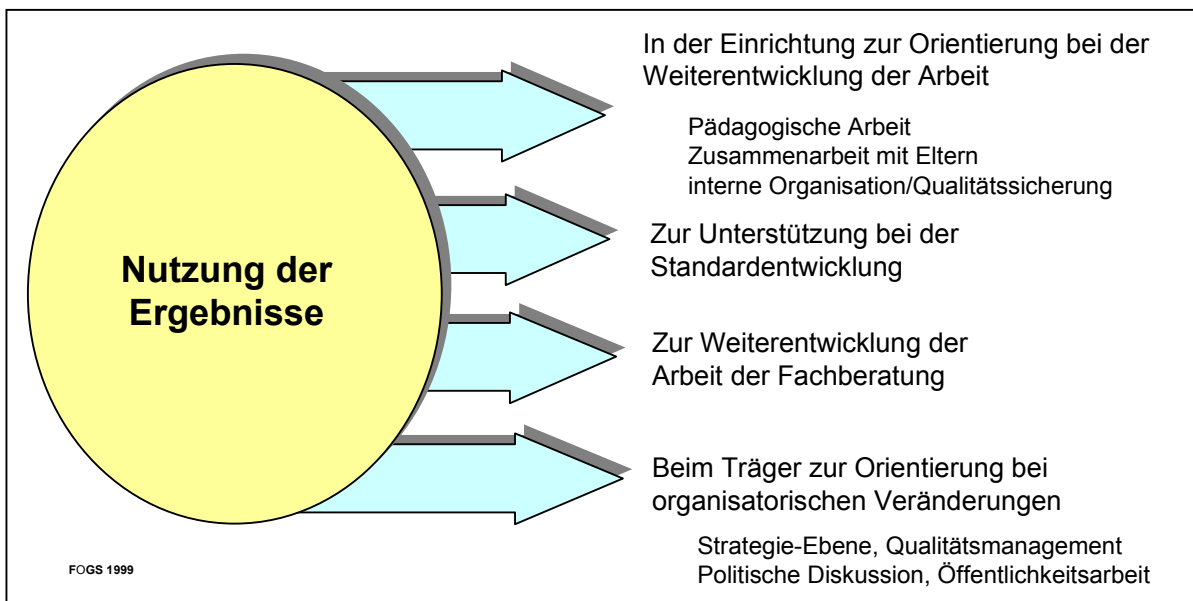 In der Einrichtung zur Orientierung bei der
Weiterentwicklung der Arbeit
Pädagogische Arbeit
Zusammenarbeit mit Eltern
interne Organisation/Qualitätssicherung
Nutzung der
Ergebnisse
Zur Unterstützung bei der
Standardentwicklung
Zur Weiterentwicklung der
Arbeit der Fachberatung
Beim Träger zur Orientierung bei
organisatorischen Veränderungen
Strategie-Ebene, Qualitätsmanagement
Politische Diskussion, Öffentlichkeitsarbeit
FOGS 1999